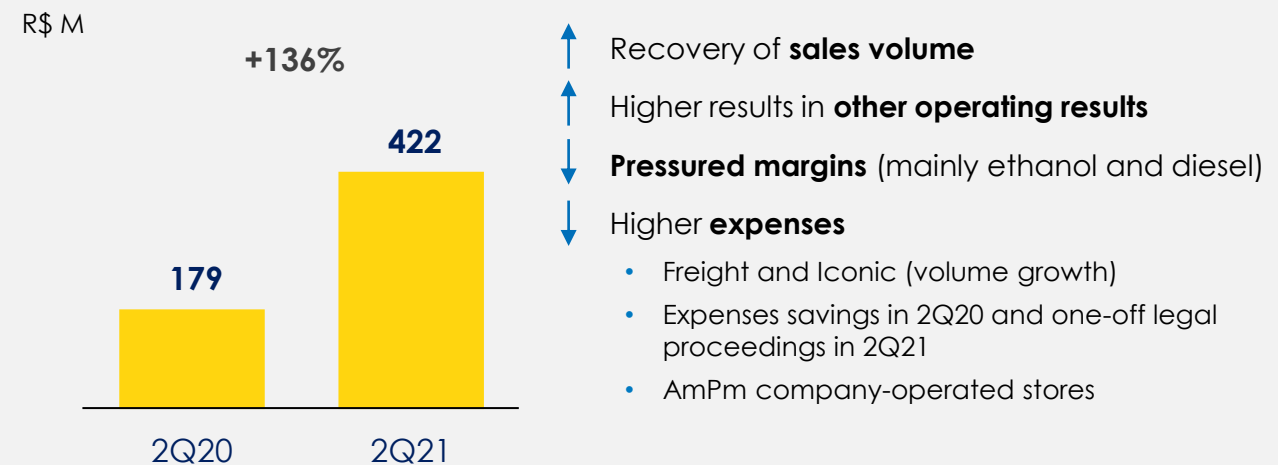 R$ M
+136%
422
179
2Q20 2Q21
Recovery of sales volume
Higher results in other operating results
Pressured margins (mainly ethanol and diesel)
Higher expenses
• Freight and Iconic (volume growth)
• Expenses savings in 2Q20 and one-off legal
proceedings in 2Q21
• AmPm company-operated stores